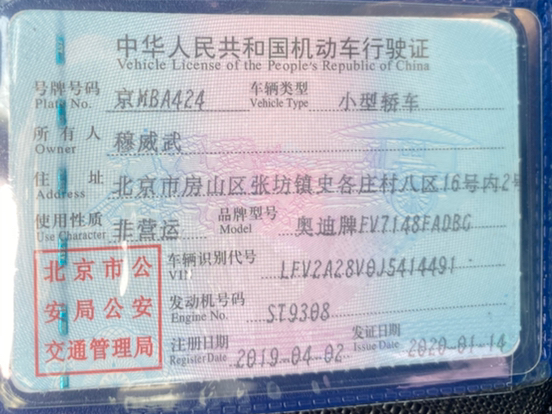 中华人民共和国机动车行驶证
Vehicle License of the People's Republic of China
号牌号码 京MBA424 车辆类型 小型轿车
Plate No. Vehicle Type
所有人 穆威武
Owner
住址 北京市房山区张坊镇史各庄村八区16号内2号
Address
使用性质 非营运 品牌型号 奥迪牌FV7148FADBG
Use Character Model
北京市公 车辆识别代号 LFV2A28V0J5414491
VIN
安局公安 发动机号码 ST9308
Engine No.
交通管理局 注册日期 2019-04-02 发证日期 2020-01-14
Register Date Issue Date